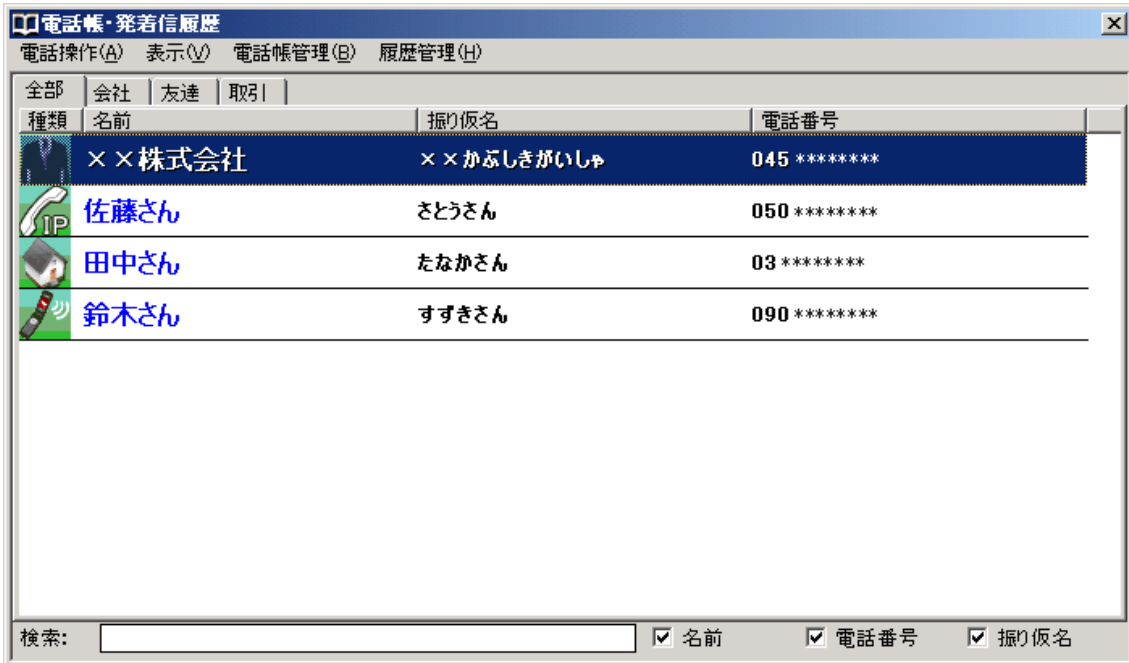 電話帳・発着信履歴
電話操作(A) 表示(V) 電話帳管理(B) 履歴管理(H)
全部 会社 友達 取引
種類 名前 振り仮名 電話番号
××株式会社 ××かぶしきがいしゃ 045********
IP 佐藤さん さとうさん 050********
田中さん たなかさん 03********
鈴木さん すずきさん 090********
検索: 名前 電話番号 振り仮名